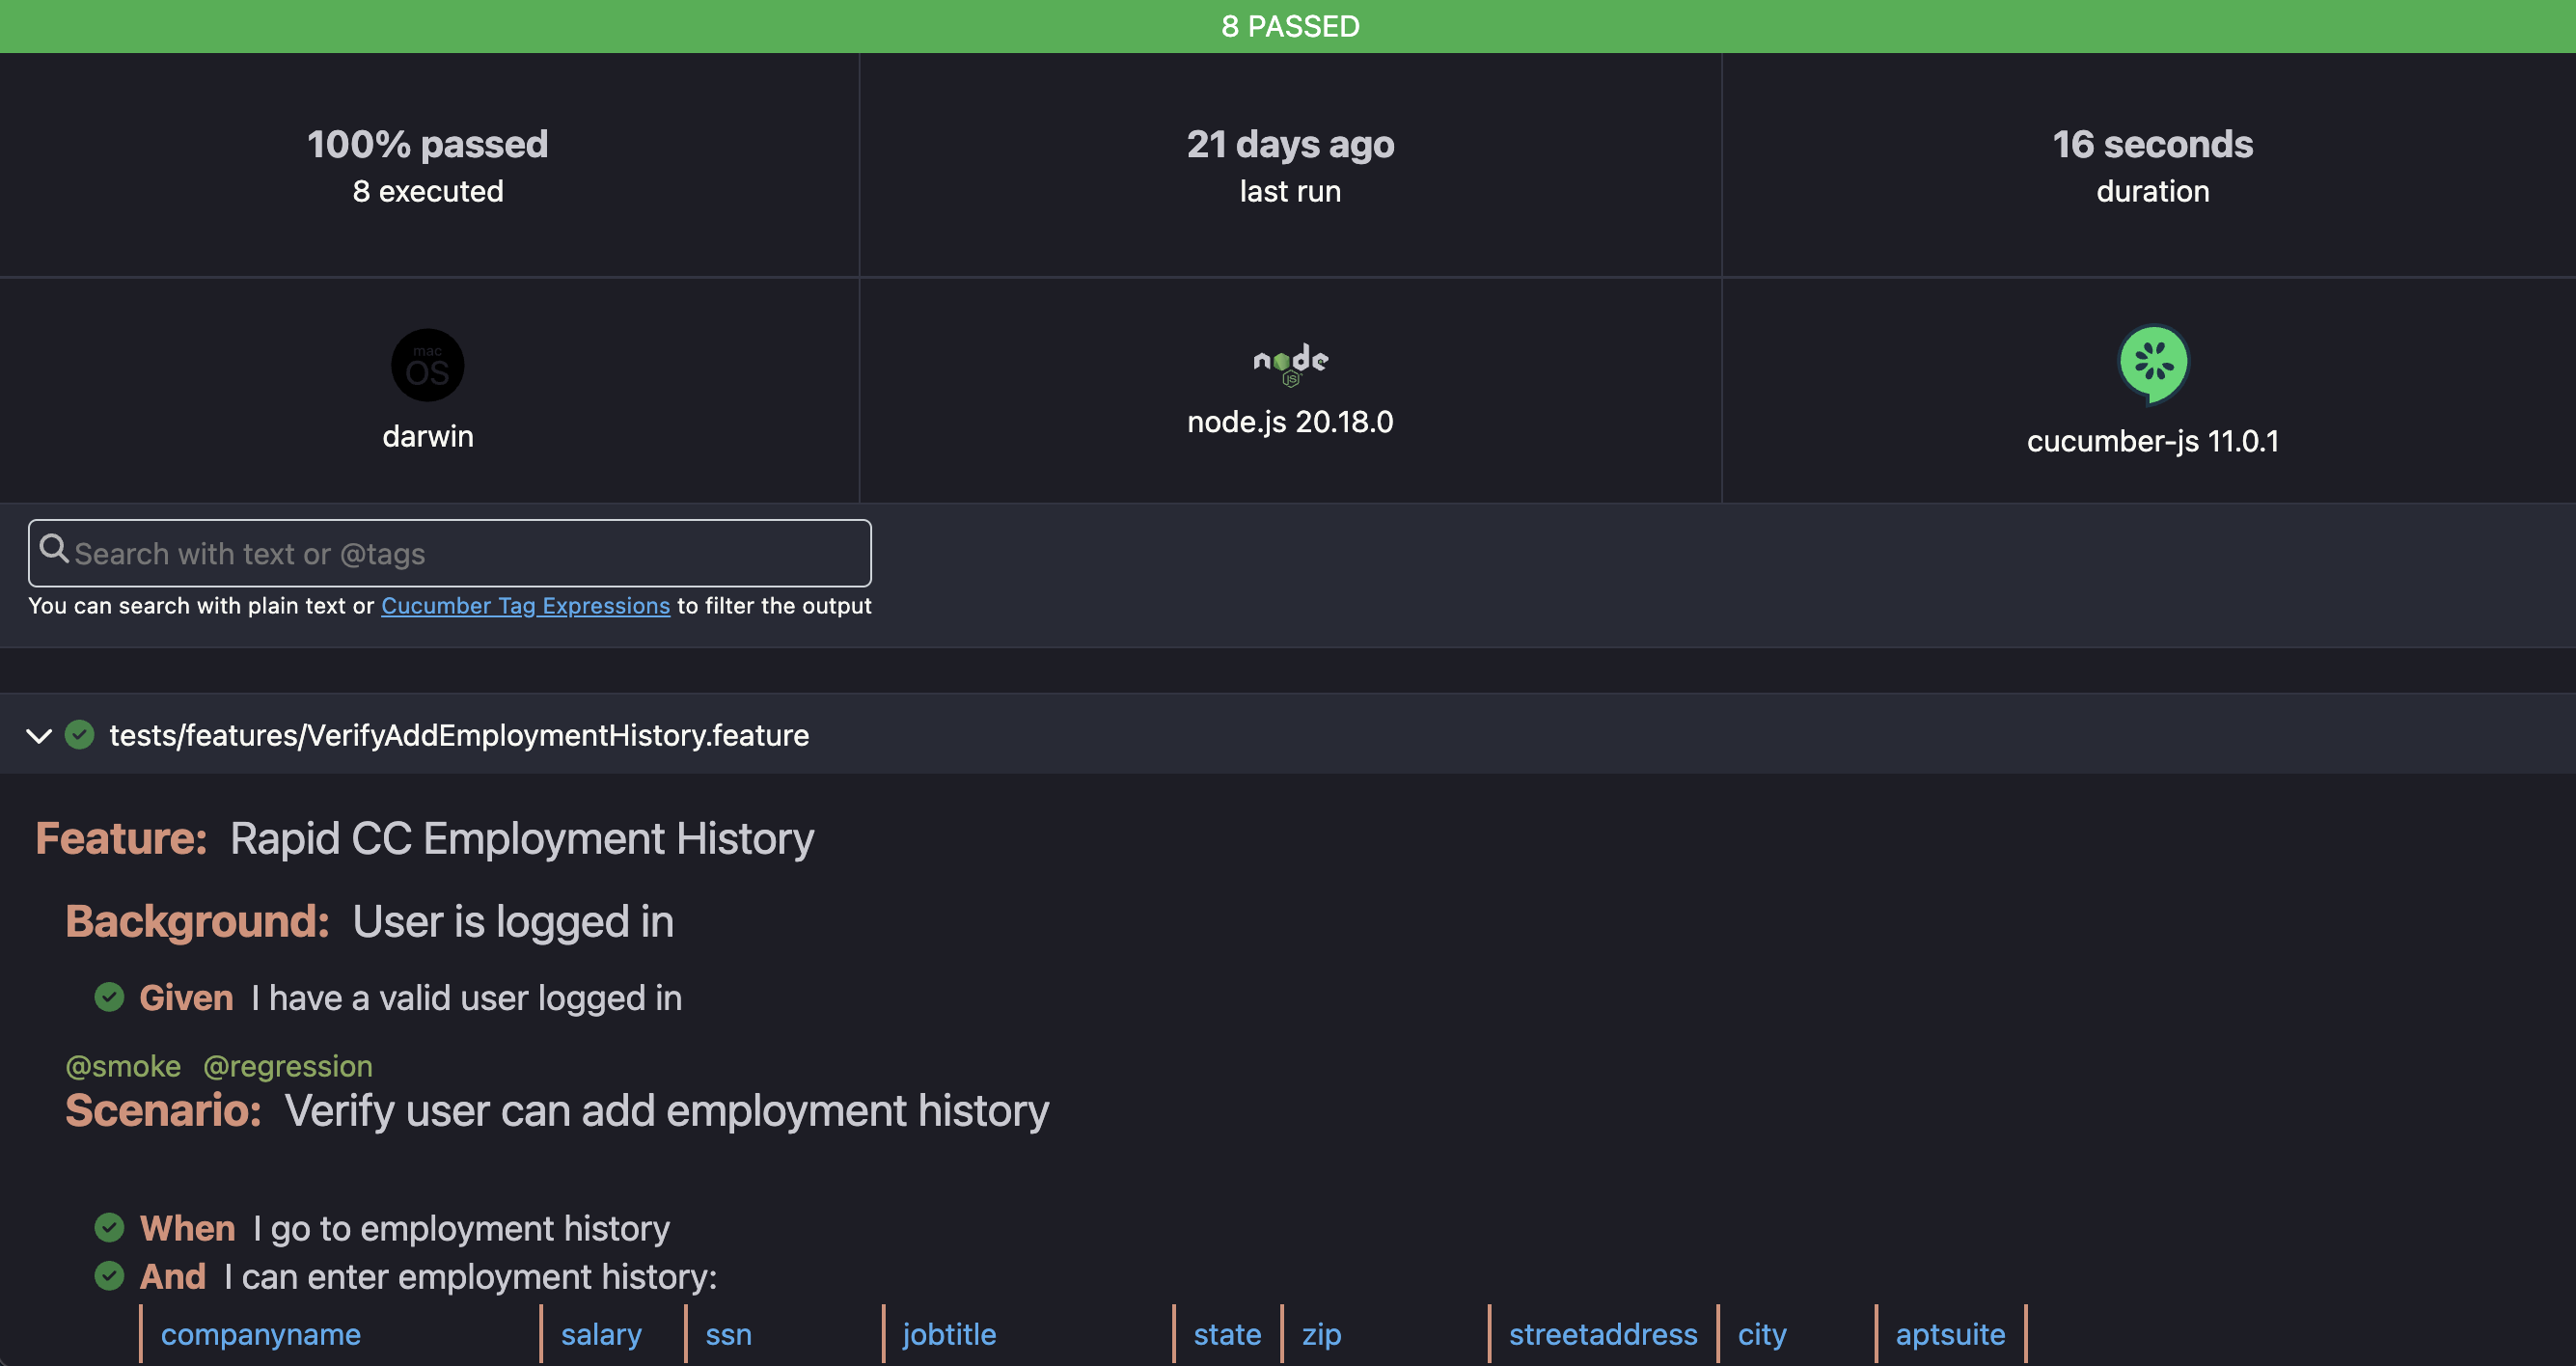 8 PASSED
100% passed
8 executed
21 days ago
last run
16 seconds
duration
mac
OS
darwin
node
JS
node.js 20.18.0
cucumber-js 11.0.1
Search with text or @tags
You can search with plain text or Cucumber Tag Expressions to filter the output
tests/features/VerifyAddEmploymentHistory.feature
Feature: Rapid CC Employment History
Background: User is logged in
Given I have a valid user logged in
@smoke @regression
Scenario: Verify user can add employment history
When I go to employment history
And I can enter employment history:
companyname salary ssn jobtitle state zip streetaddress city aptsuite